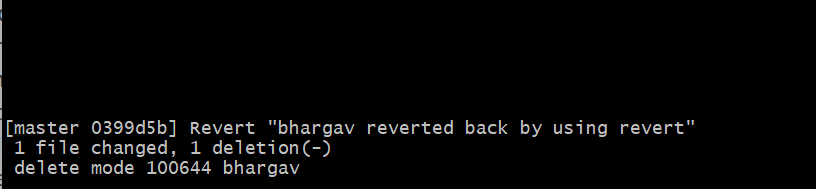 [master 0399d5b] Revert "bhargav reverted back by using revert"
1 file changed, 1 deletion(-)
delete mode 100644 bhargav